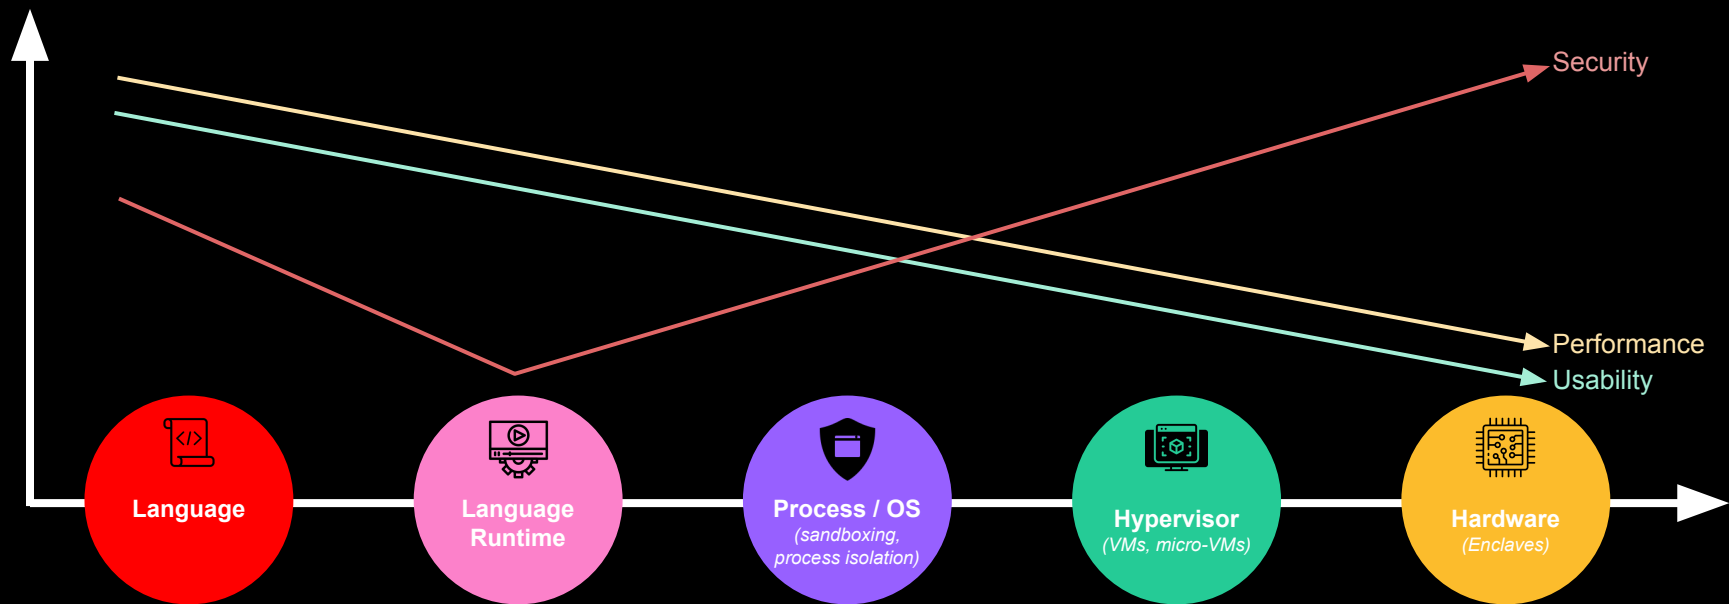 Security
Performance
Usability
</>
Language
Language
Runtime
Process / OS
(sandboxing,
process isolation)
Hypervisor
(VMs, micro-VMs)
Hardware
(Enclaves)